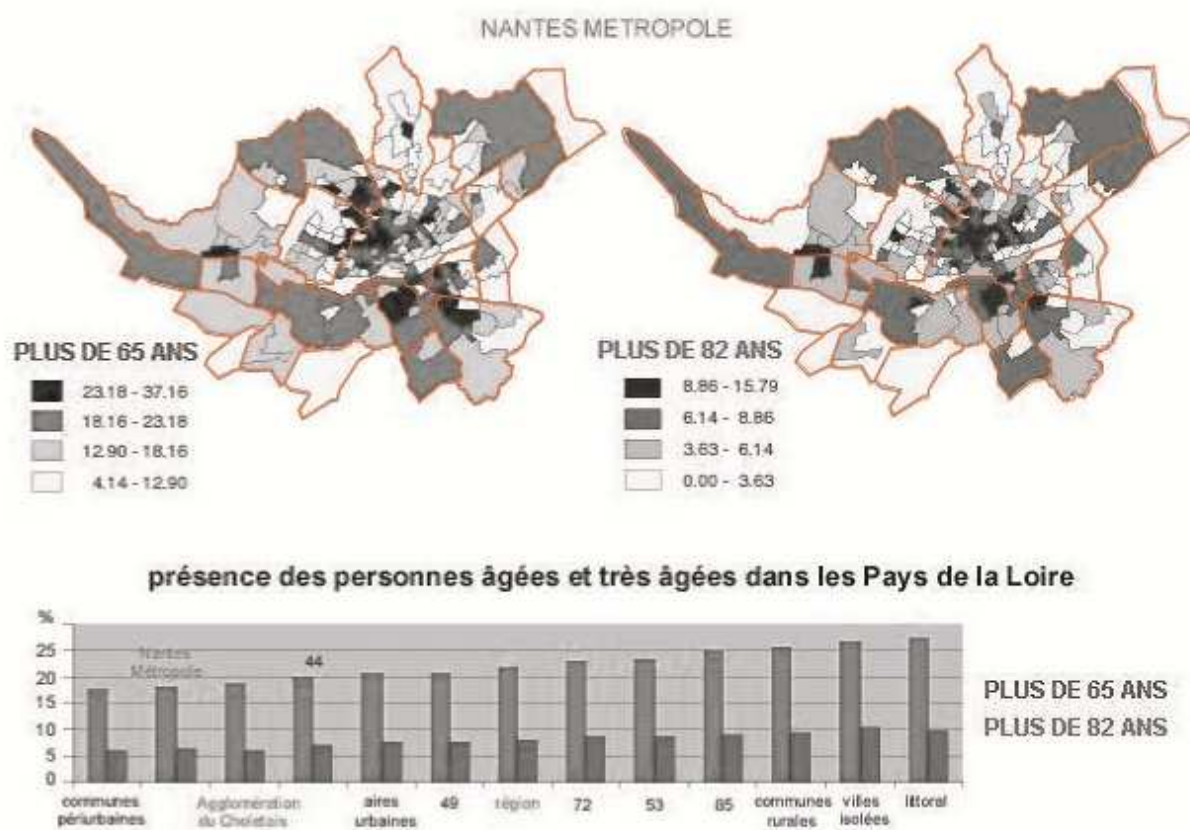 NANTES METROPOLE
PLUS DE 65 ANS
23.18 - 37.16
18.16 - 23.18
12.90 - 18.16
4.14 - 12.90
PLUS DE 82 ANS
8.86 - 15.79
6.14 - 8.86
3.63 - 6.14
0.00 - 3.63
présence des personnes âgées et très âgées dans les Pays de la Loire
%
25
20
15
10
5
0
Nantes
Métropole
44
communes
périurbaines
Agglomération
du Choletais
aires
urbaines
49
région
72
53
85
communes
rurales
villes
isolées
littoral
PLUS DE 65 ANS
PLUS DE 82 ANS